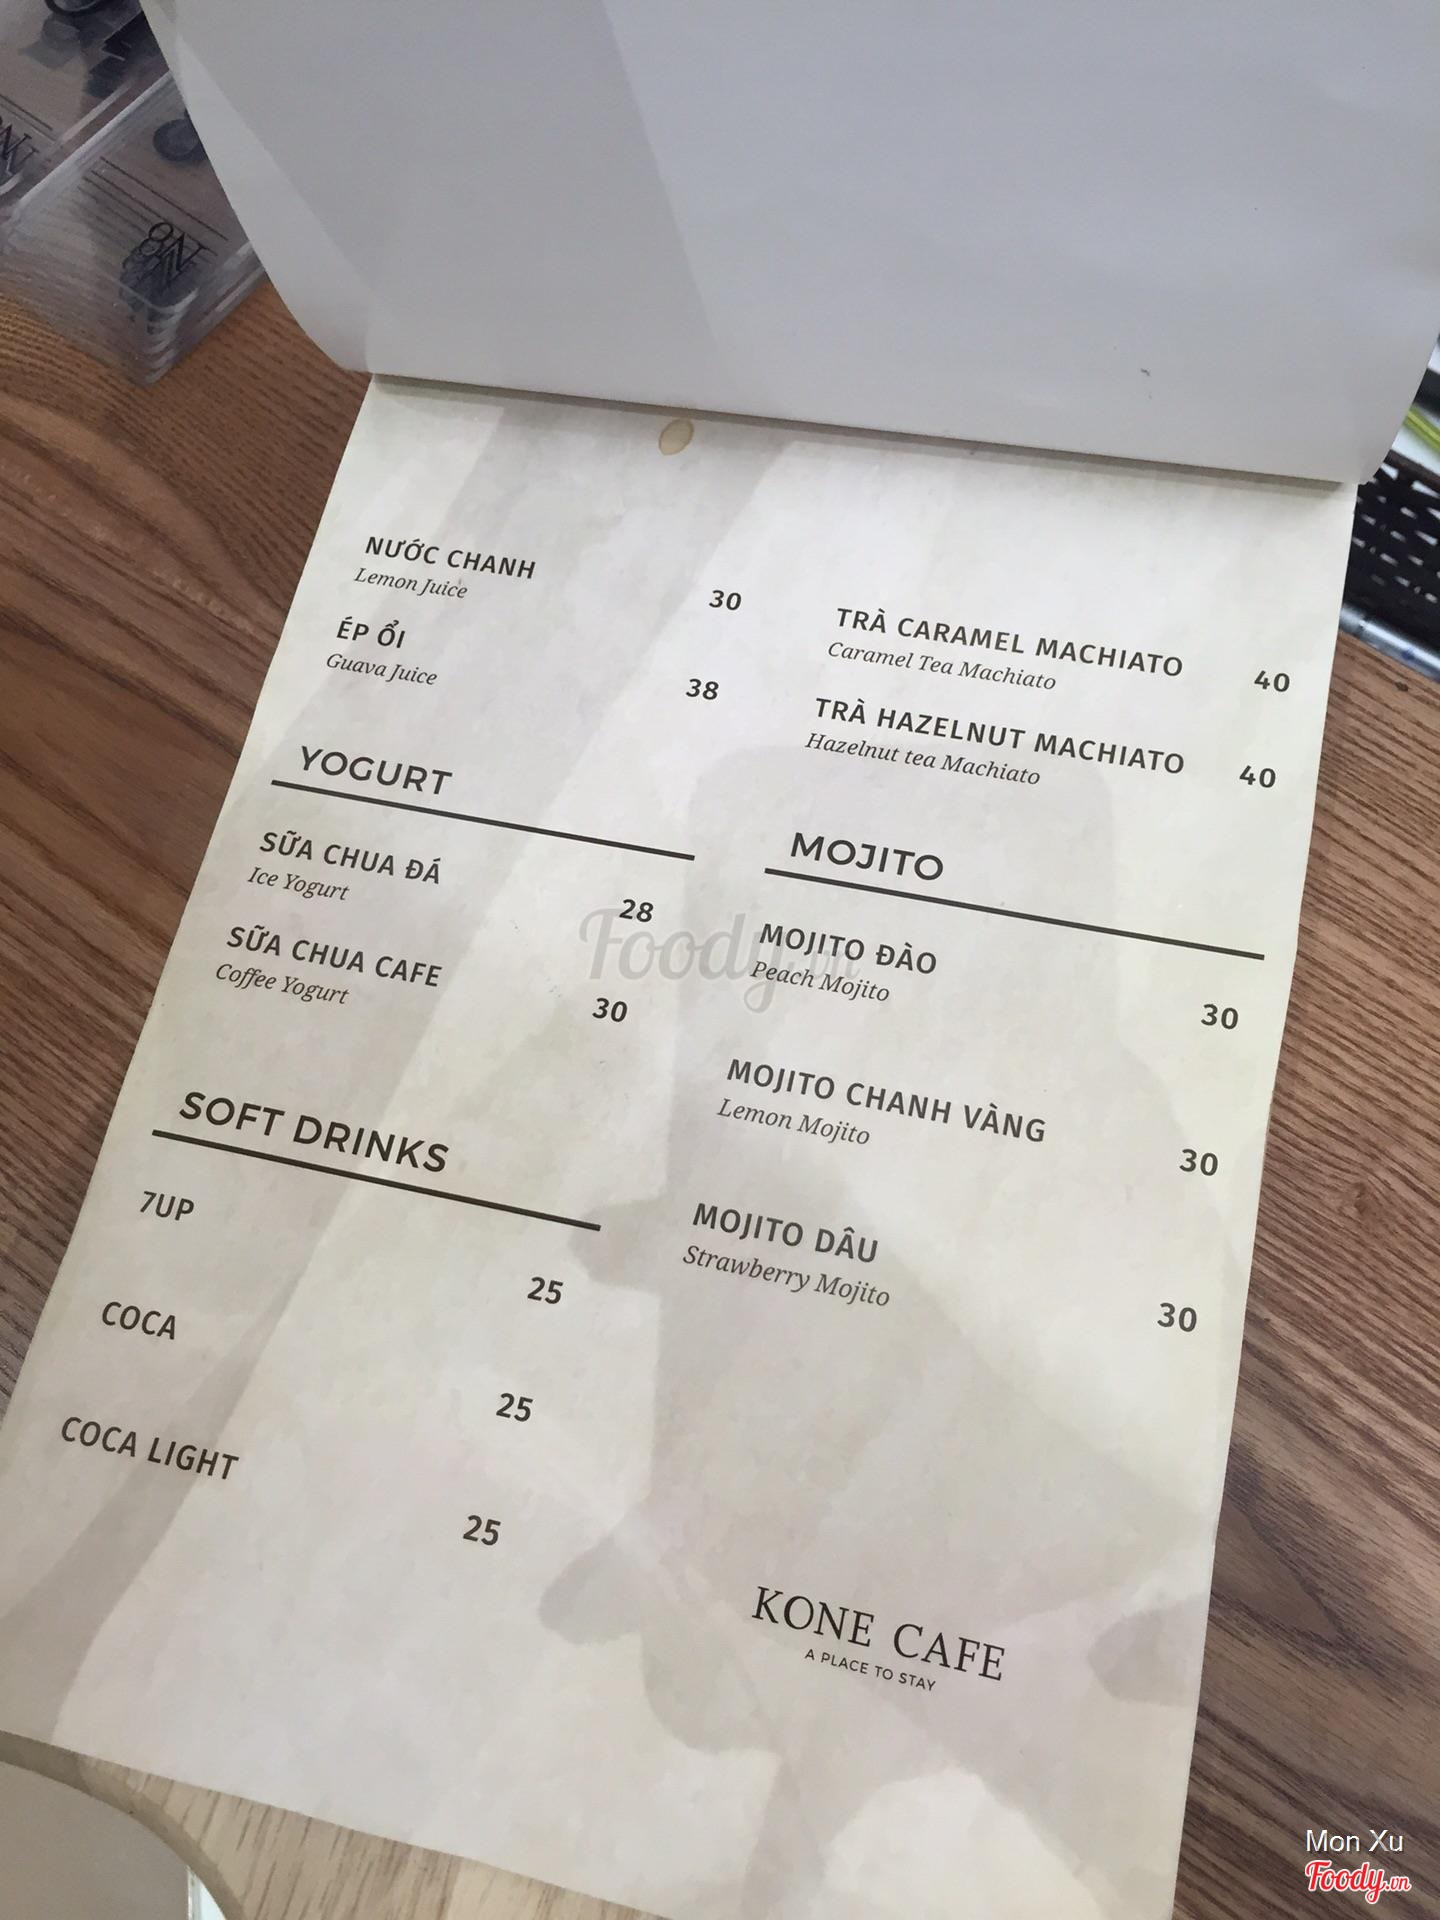 NƯỚC CHANH
Lemon Juice
30
ÉP ỔI
Guava Juice
38
YOGURT
SỮA CHUA ĐÁ
Ice Yogurt
28
SỮA CHUA CAFE
Coffee Yogurt
30
SOFT DRINKS
7UP
25
COCA
25
COCA LIGHT
25
TRÀ CARAMEL MACHIATO
Caramel Tea Machiato
40
TRÀ HAZELNUT MACHIATO
Hazelnut tea Machiato
40
MOJITO
MOJITO ĐÀO
Peach Mojito
30
MOJITO CHANH VÀNG
Lemon Mojito
30
MOJITO DÂU
Strawberry Mojito
30
KONE CAFE
A PLACE TO STAY
Foody.vn
Mon Xu
Foody.vn